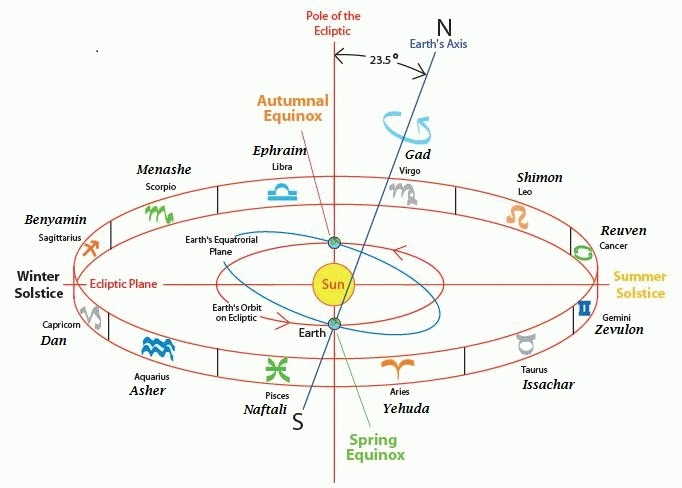 Pole of the
Ecliptic
N
Earth's Axis
23.5°
Autumnal
Equinox
Ephraim
Libra
Gad
Virgo
Menashe
Scorpio
Shimon
Leo
Benyamin
Sagittarius
Reuven
Cancer
Earth's Equatrorial
Plane
Winter
Solstice
Ecliptic Plane
Sun
Summer
Solstice
Earth's Orbit
on Ecliptic
Earth
Capricorn
Dan
Gemini
Zevulon
Aquarius
Asher
Pisces
Naftali
Aries
Yehuda
Taurus
Issachar
S
Spring
Equinox